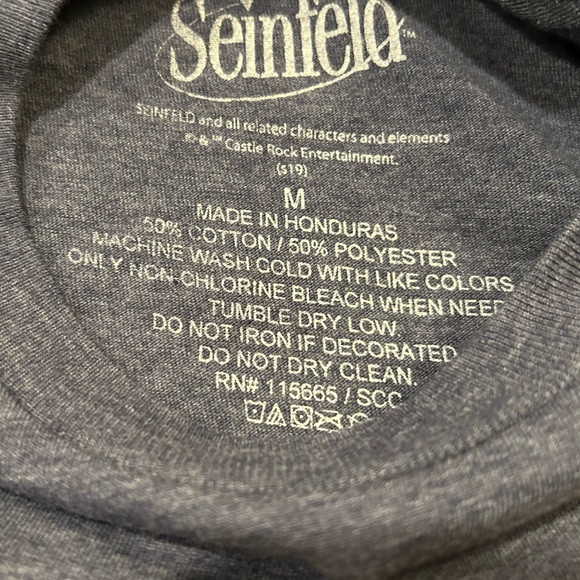 Seinfeld™
SEINFELD and all related characters and elements
© & ™ Castle Rock Entertainment.
(s19)
M
MADE IN HONDURAS
50% COTTON / 50% POLYESTER
MACHINE WASH COLD WITH LIKE COLORS
ONLY NON-CHLORINE BLEACH WHEN NEE
TUMBLE DRY LOW.
DO NOT IRON IF DECORATED
DO NOT DRY CLEAN.
RN# 115665 / SCC